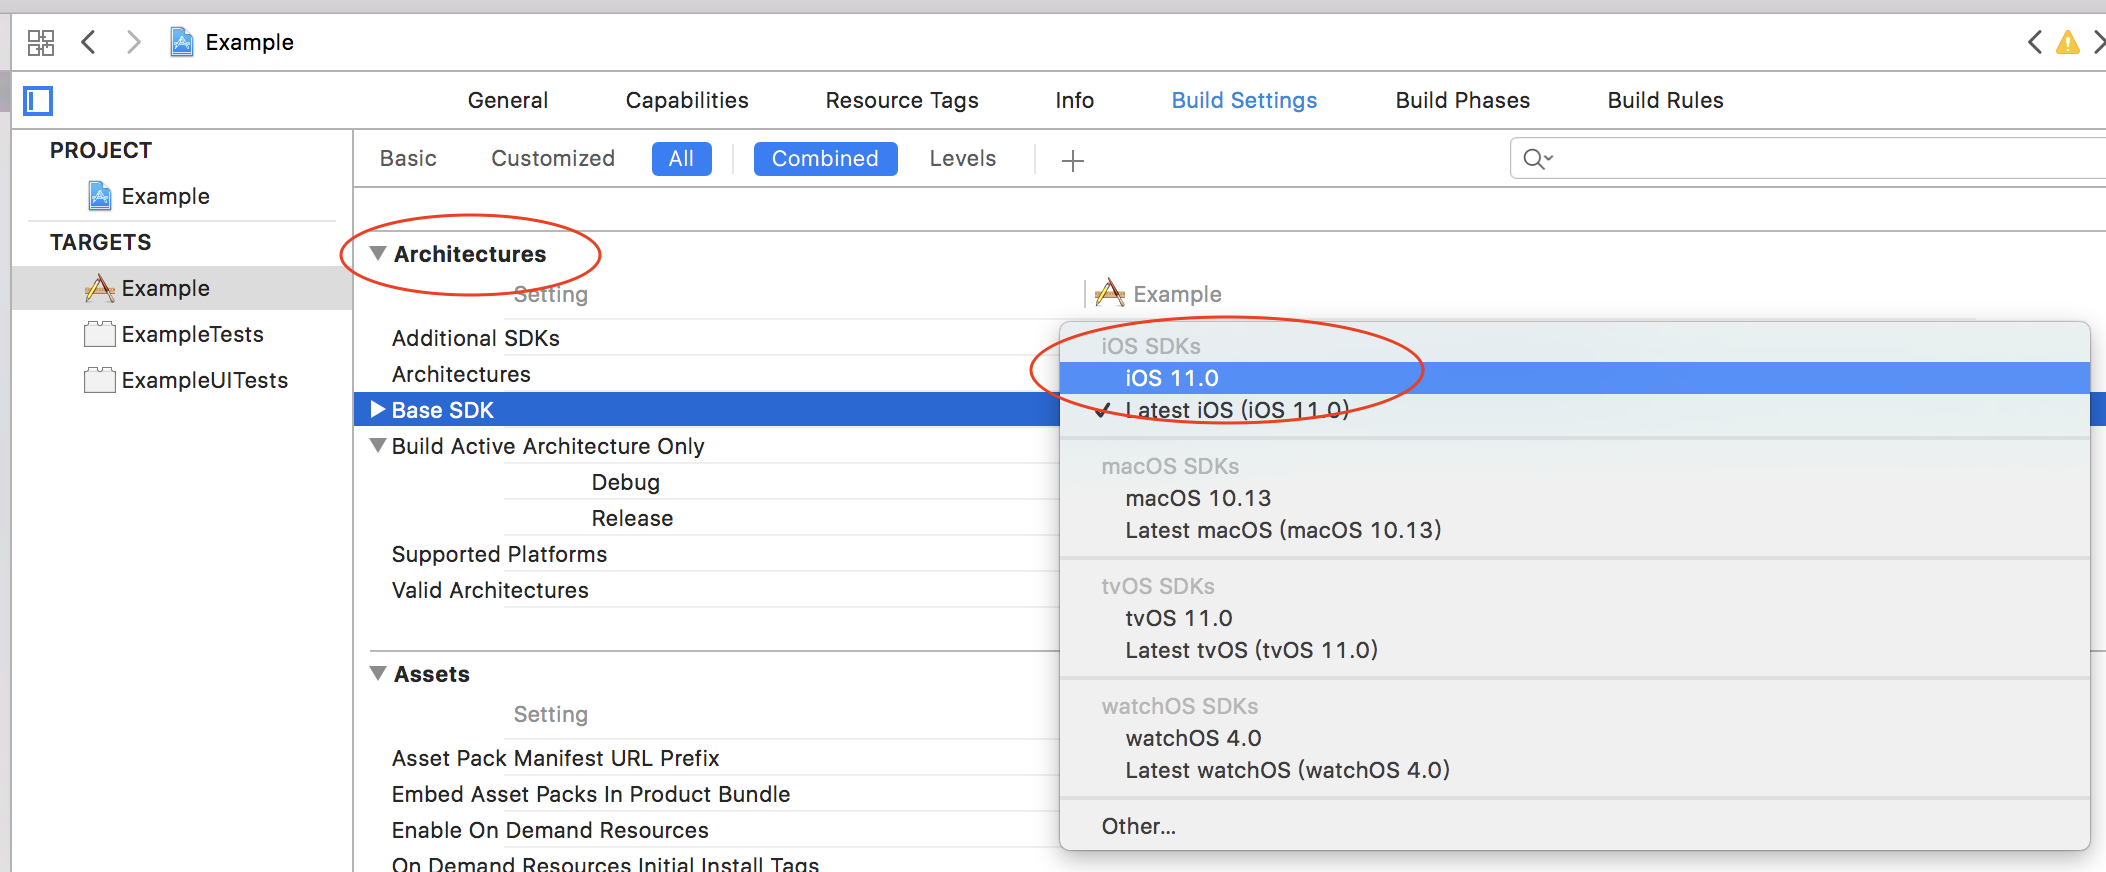 Example
General Capabilities Resource Tags Info Build Settings Build Phases Build Rules
PROJECT
Example
TARGETS
Example
ExampleTests
ExampleUITests
Basic Customized All Combined Levels
Architectures
Setting Example
Additional SDKs
Architectures
Base SDK
Build Active Architecture Only
Debug
Release
Supported Platforms
Valid Architectures
Assets
Setting
Asset Pack Manifest URL Prefix
Embed Asset Packs In Product Bundle
Enable On Demand Resources
On Demand Resources Initial Install Tags
iOS SDKs
iOS 11.0
Latest iOS (iOS 11.0)
macOS SDKs
macOS 10.13
Latest macOS (macOS 10.13)
tvOS SDKs
tvOS 11.0
Latest tvOS (tvOS 11.0)
watchOS SDKs
watchOS 4.0
Latest watchOS (watchOS 4.0)
Other...